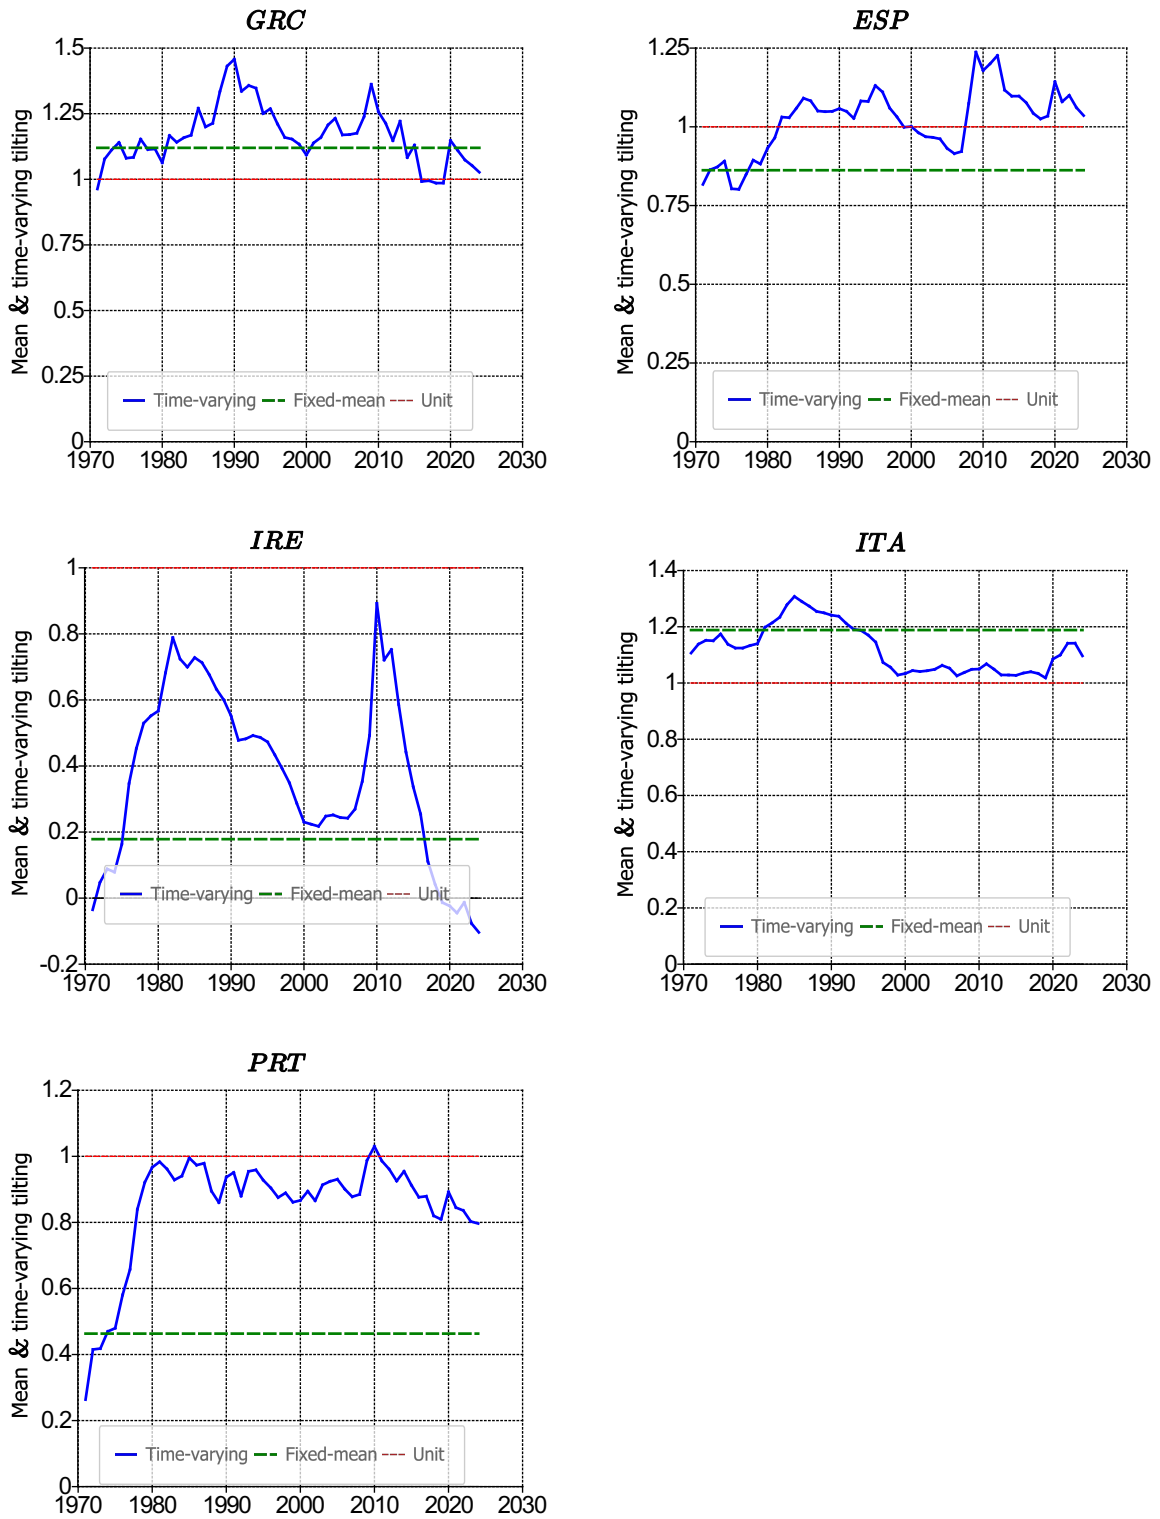 GRC
Mean & time-varying tilting
1.5
1.25
1
0.75
0.5
0.25
0
Time-varying Fixed-mean Unit
1970 1980 1990 2000 2010 2020 2030
ESP
Mean & time-varying tilting
1.25
1
0.75
0.5
0.25
0
Time-varying Fixed-mean Unit
1970 1980 1990 2000 2010 2020 2030
IRE
Mean & time-varying tilting
1
0.8
0.6
0.4
0.2
0
-0.2
Time-varying Fixed-mean Unit
1970 1980 1990 2000 2010 2020 2030
ITA
Mean & time-varying tilting
1.4
1.2
1
0.8
0.6
0.4
0.2
0
Time-varying Fixed-mean Unit
1970 1980 1990 2000 2010 2020 2030
PRT
Mean & time-varying tilting
1.2
1
0.8
0.6
0.4
0.2
0
Time-varying Fixed-mean Unit
1970 1980 1990 2000 2010 2020 2030